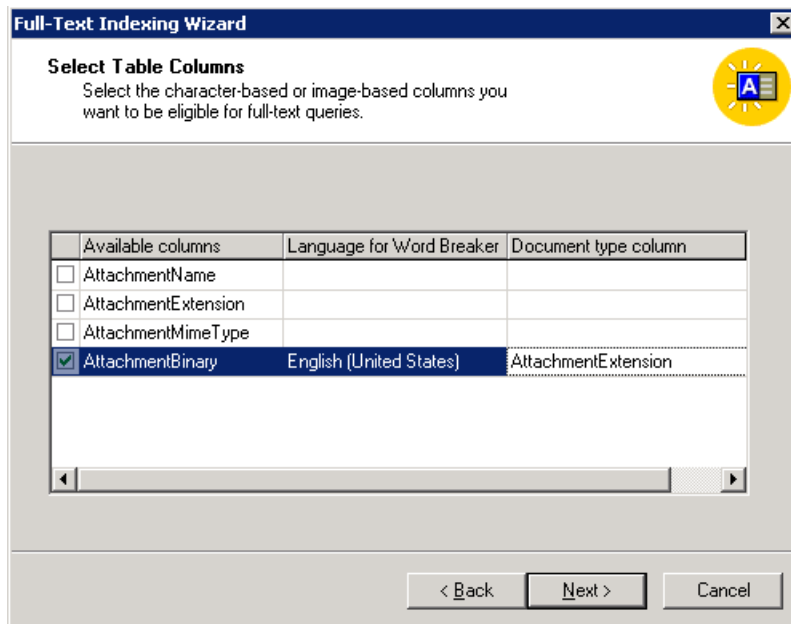 Full-Text Indexing Wizard
Select Table Columns
Select the character-based or image-based columns you
want to be eligible for full-text queries.
Available columns Language for Word Breaker Document type column
AttachmentName
AttachmentExtension
AttachmentMimeType
AttachmentBinary English (United States) AttachmentExtension
< Back Next > Cancel